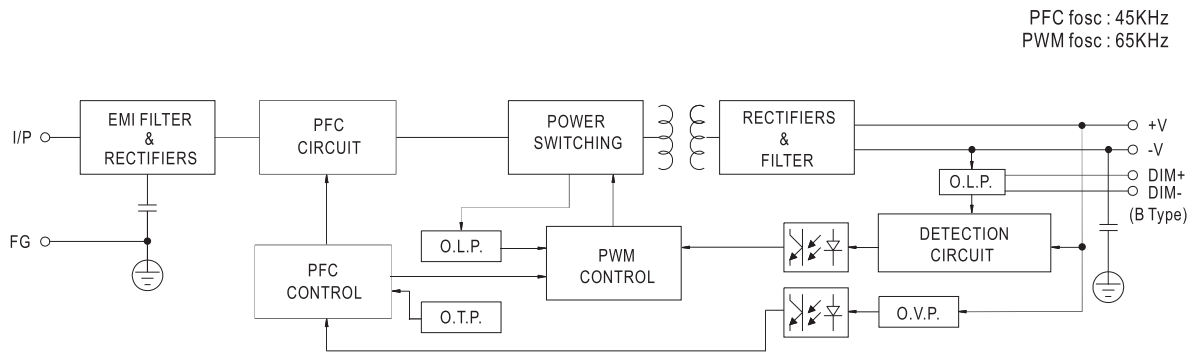 PFC fosc : 45KHz
PWM fosc : 65KHz
I/P
EMI FILTER
&
RECTIFIERS
PFC
CIRCUIT
POWER
SWITCHING
RECTIFIERS
&
FILTER
+V
-V
O.L.P.
DIM+
DIM-
(B Type)
FG
O.L.P.
PWM
CONTROL
DETECTION
CIRCUIT
PFC
CONTROL
O.T.P.
O.V.P.